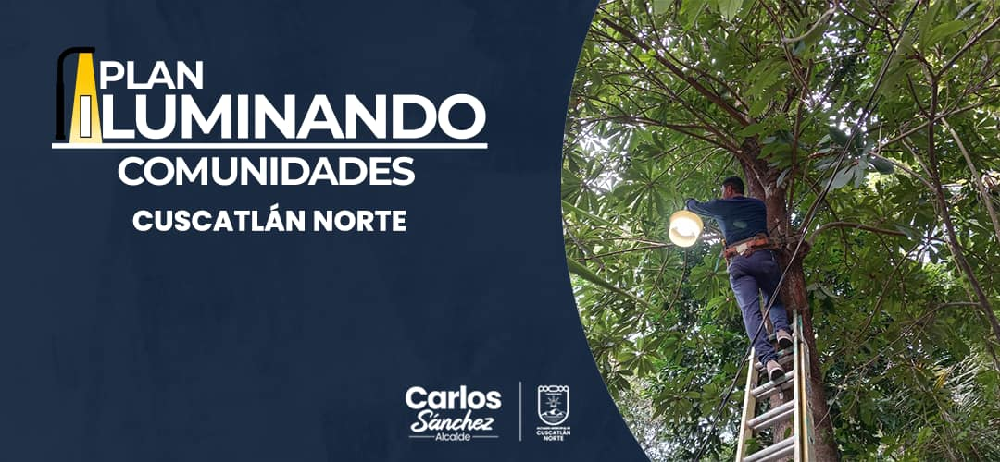 PLAN
ILUMINANDO
COMUNIDADES
CUSCATLÁN NORTE
Carlos
Sánchez
Alcalde
CUSCATLÁN
NORTE